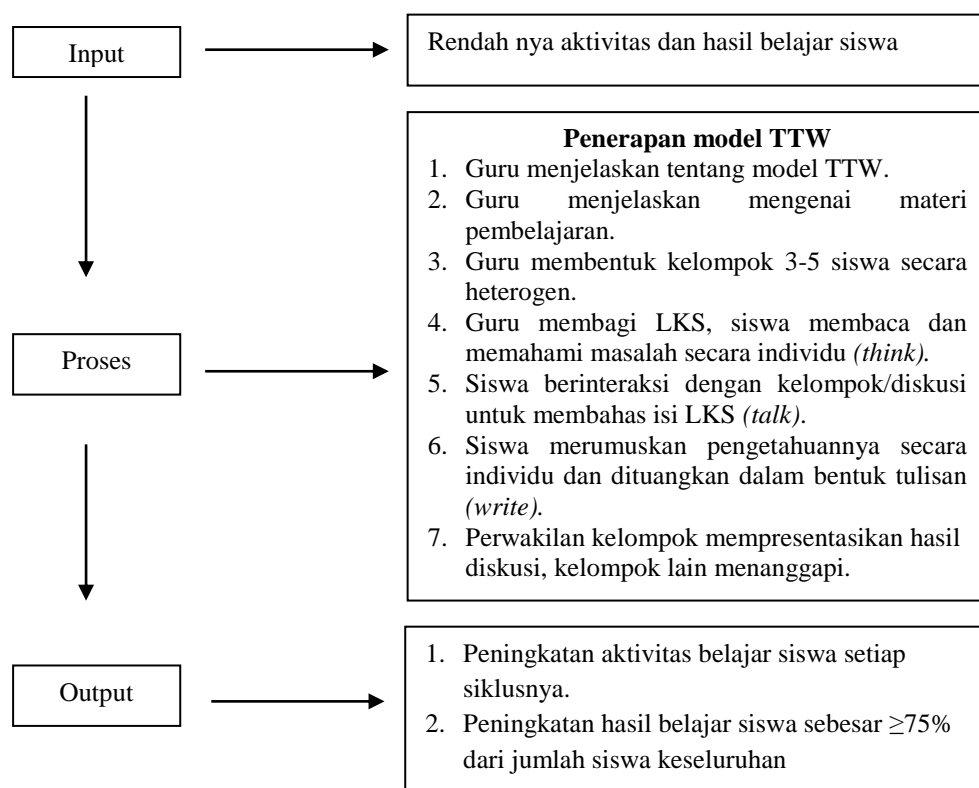 Input
Rendah nya aktivitas dan hasil belajar siswa
Penerapan model TTW
1. Guru menjelaskan tentang model TTW.
2. Guru menjelaskan mengenai materi
pembelajaran.
3. Guru membentuk kelompok 3-5 siswa secara
heterogen.
4. Guru membagi LKS, siswa membaca dan
memahami masalah secara individu (think).
5. Siswa berinteraksi dengan kelompok/diskusi
untuk membahas isi LKS (talk).
6. Siswa merumuskan pengetahuannya secara
individu dan dituangkan dalam bentuk tulisan
(write).
7. Perwakilan kelompok mempresentasikan hasil
diskusi, kelompok lain menanggapi.
Proses
Output
1. Peningkatan aktivitas belajar siswa setiap
siklusnya.
2. Peningkatan hasil belajar siswa sebesar ≥75%
dari jumlah siswa keseluruhan